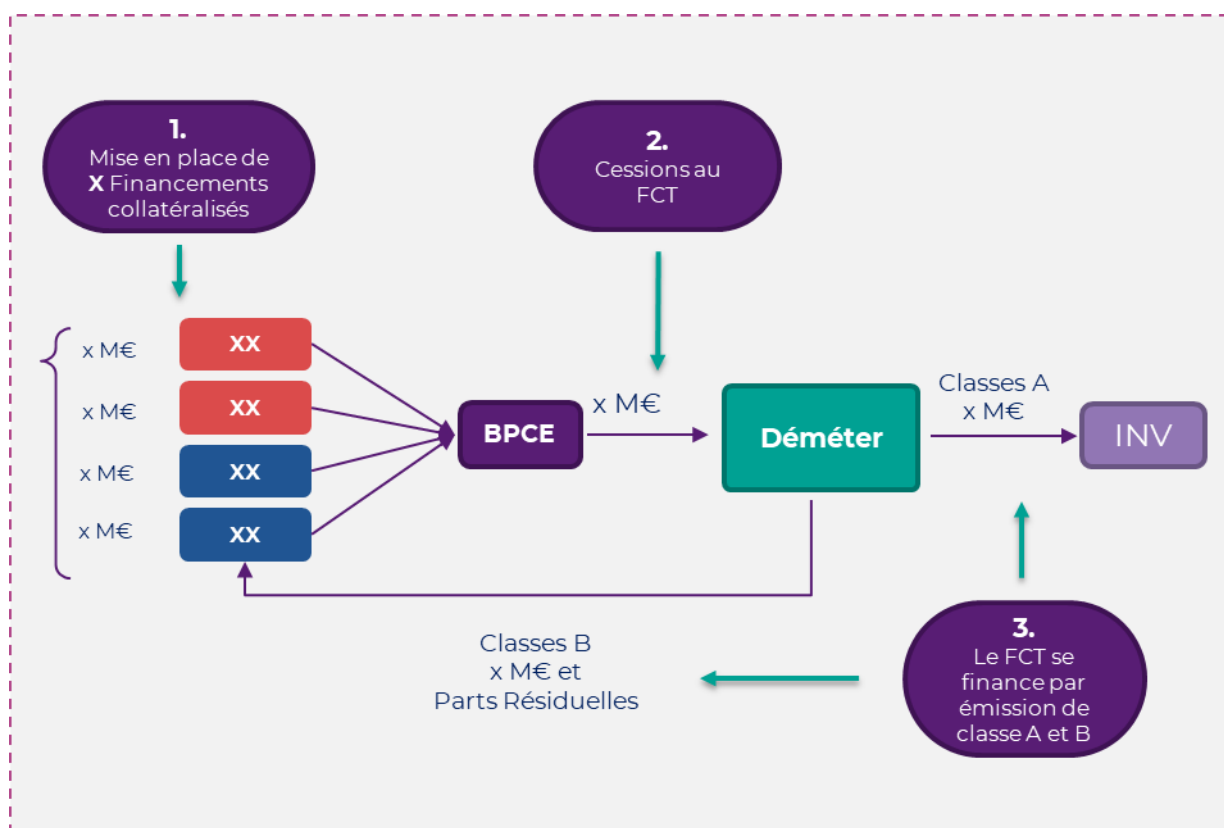 1.
Mise en place de
X Financements
collatéralisés
2.
Cessions au
FCT
x M€
XX
x M€
XX
x M€
XX
x M€
XX
BPCE
x M€
Déméter
Classes A
x M€
INV
Classes B
x M€ et
Parts Résiduelles
3.
Le FCT se
finance par
émission de
classe A et B